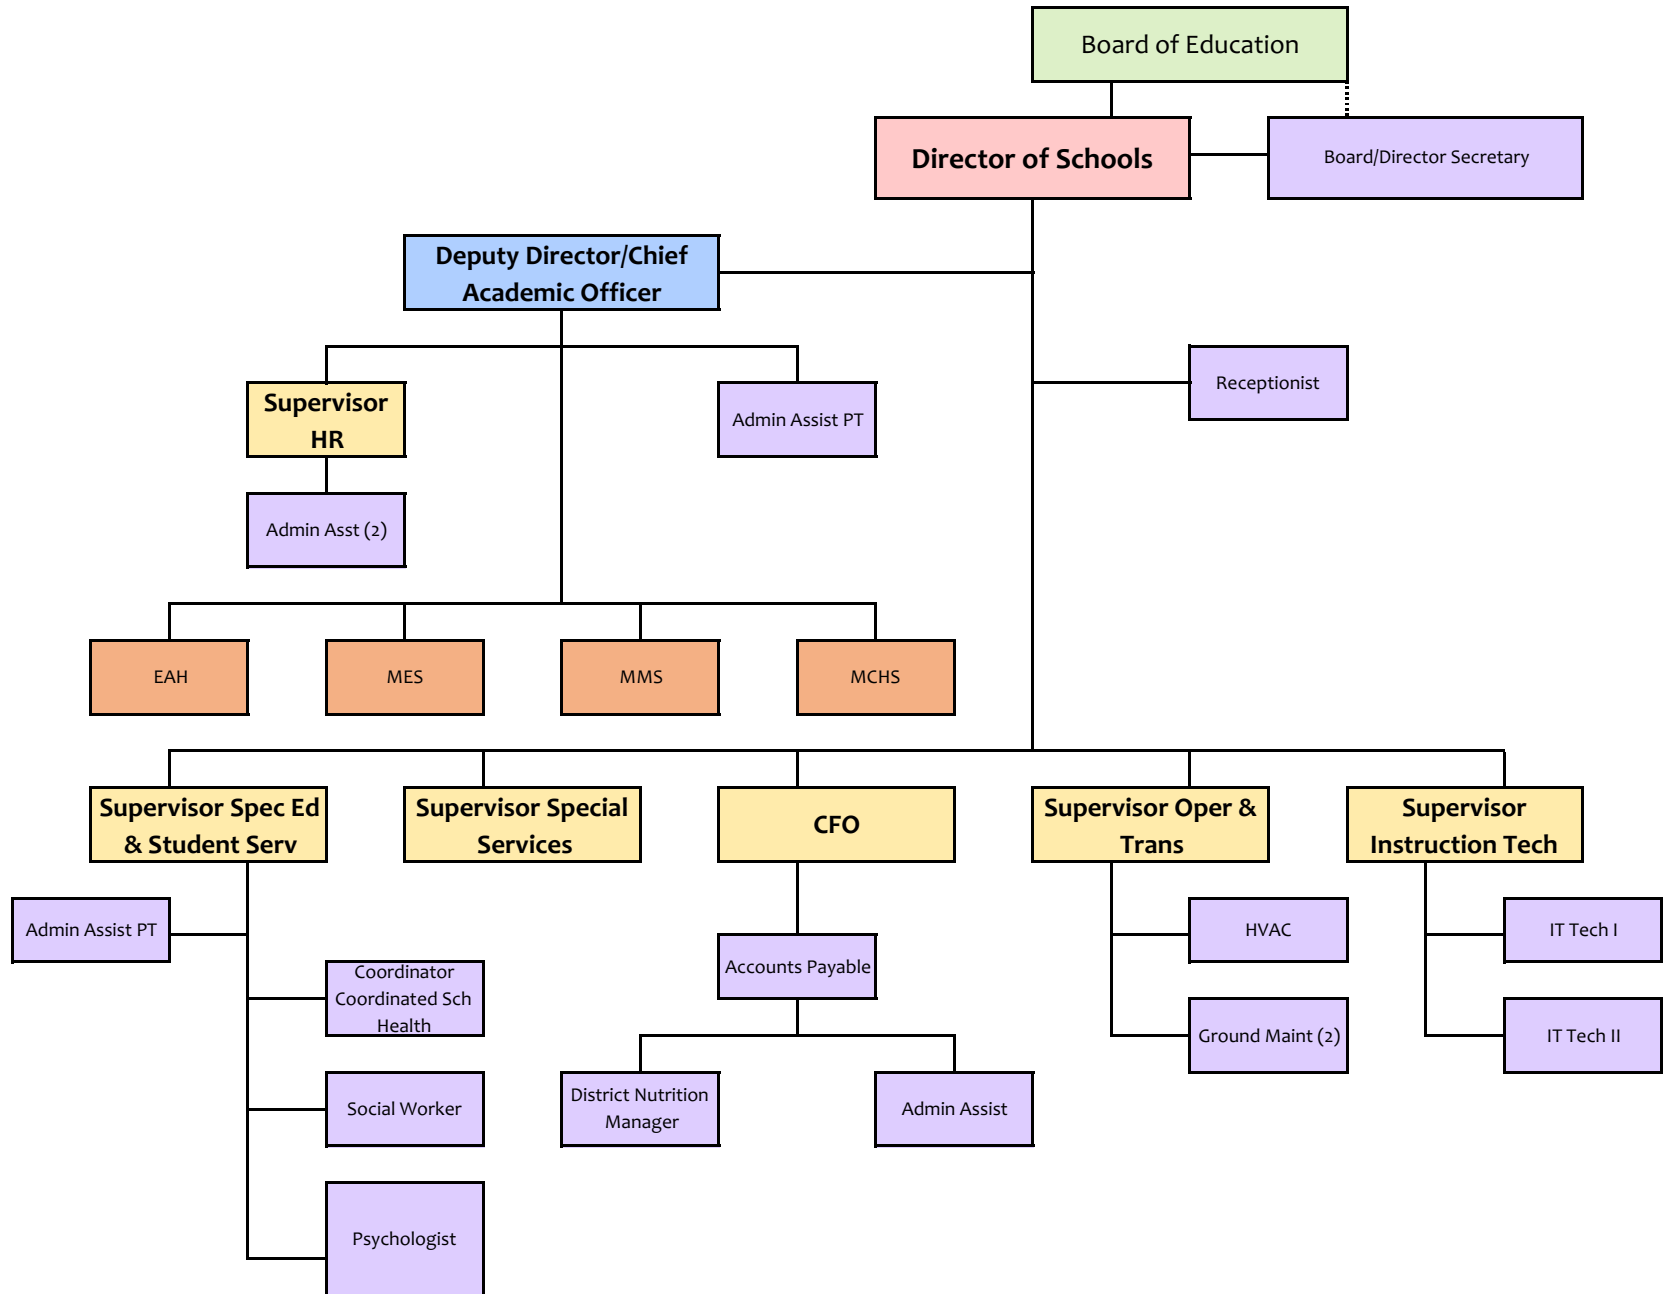 Board of Education
Director of Schools
Board/Director Secretary
Deputy Director/Chief
Academic Officer
Supervisor
HR
Admin Assist PT
Receptionist
Admin Asst (2)
EAH
MES
MMS
MCHS
Supervisor Spec Ed
& Student Serv
Supervisor Special
Services
CFO
Supervisor Oper &
Trans
Supervisor
Instruction Tech
Admin Assist PT
Coordinator
Coordinated Sch
Health
Social Worker
Psychologist
Accounts Payable
District Nutrition
Manager
Admin Assist
HVAC
Ground Maint (2)
IT Tech I
IT Tech II